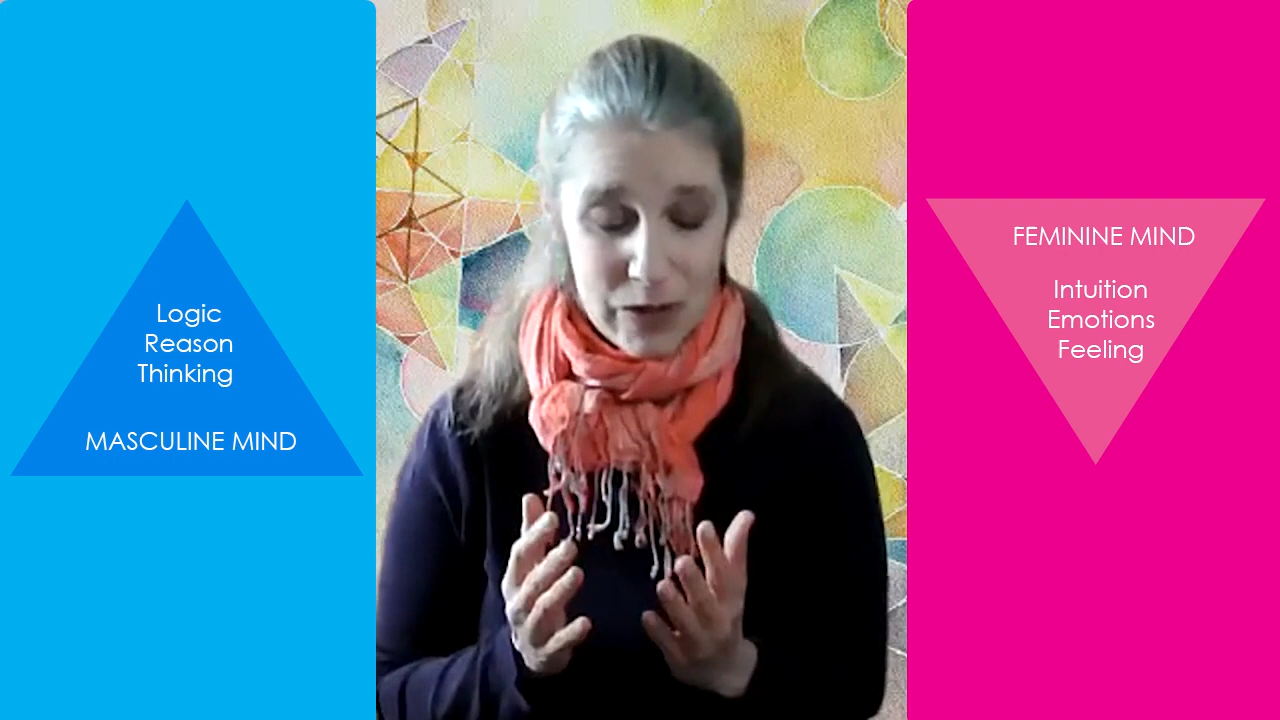 Logic
Reason
Thinking
MASCULINE MIND
FEMININE MIND
Intuition
Emotions
Feeling